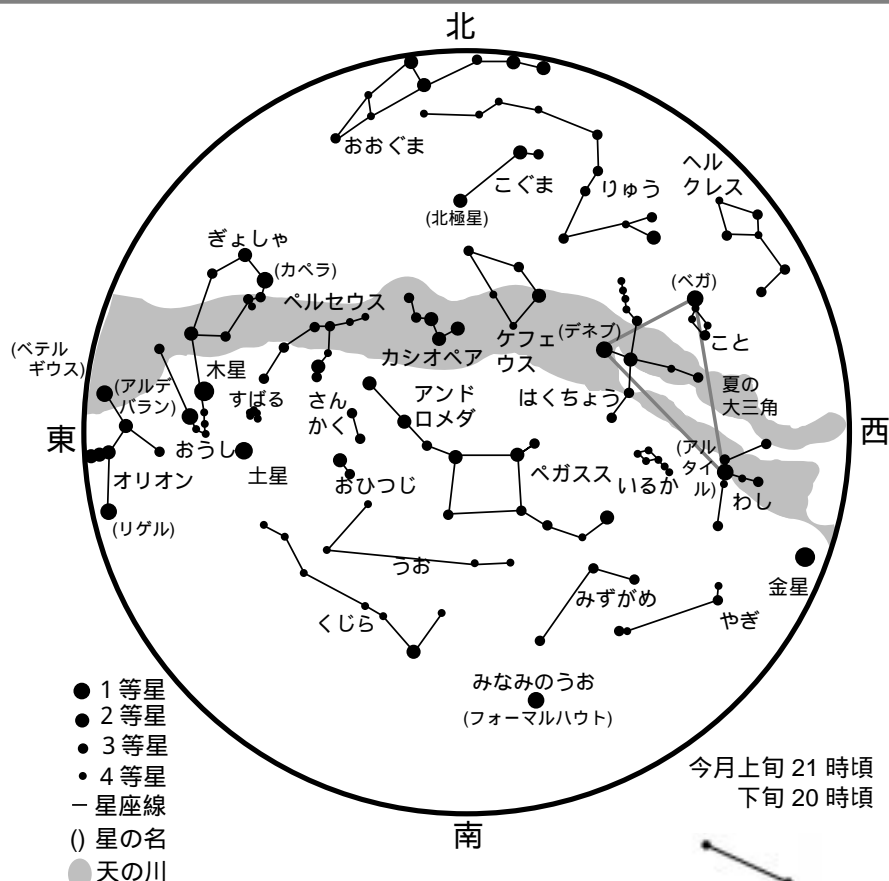 北
おおぐま
こぐま
(北極星)
りゅう
ヘル
クレス
ぎょしゃ
(カペラ)
ペルセウス
カシオペア
ケフェ
ウス
(デネブ)
(ベガ)
こと
夏の
大三角
はくちょう
(ベテル
ギウス)
(アルデ
バラン)
木星
すばる
さん
かく
アンド
ロメダ
東
西
おうし
土星
おひつじ
ペガスス
いるか
(アル
タイ
ル)
わし
オリオン
(リゲル)
うお
くじら
みずがめ
やぎ
金星
みなみのうお
(フォーマルハウト)
南
1等星
2等星
3等星
4等星
星座線
() 星の名
天の川
今月上旬 21 時頃
下旬 20 時頃